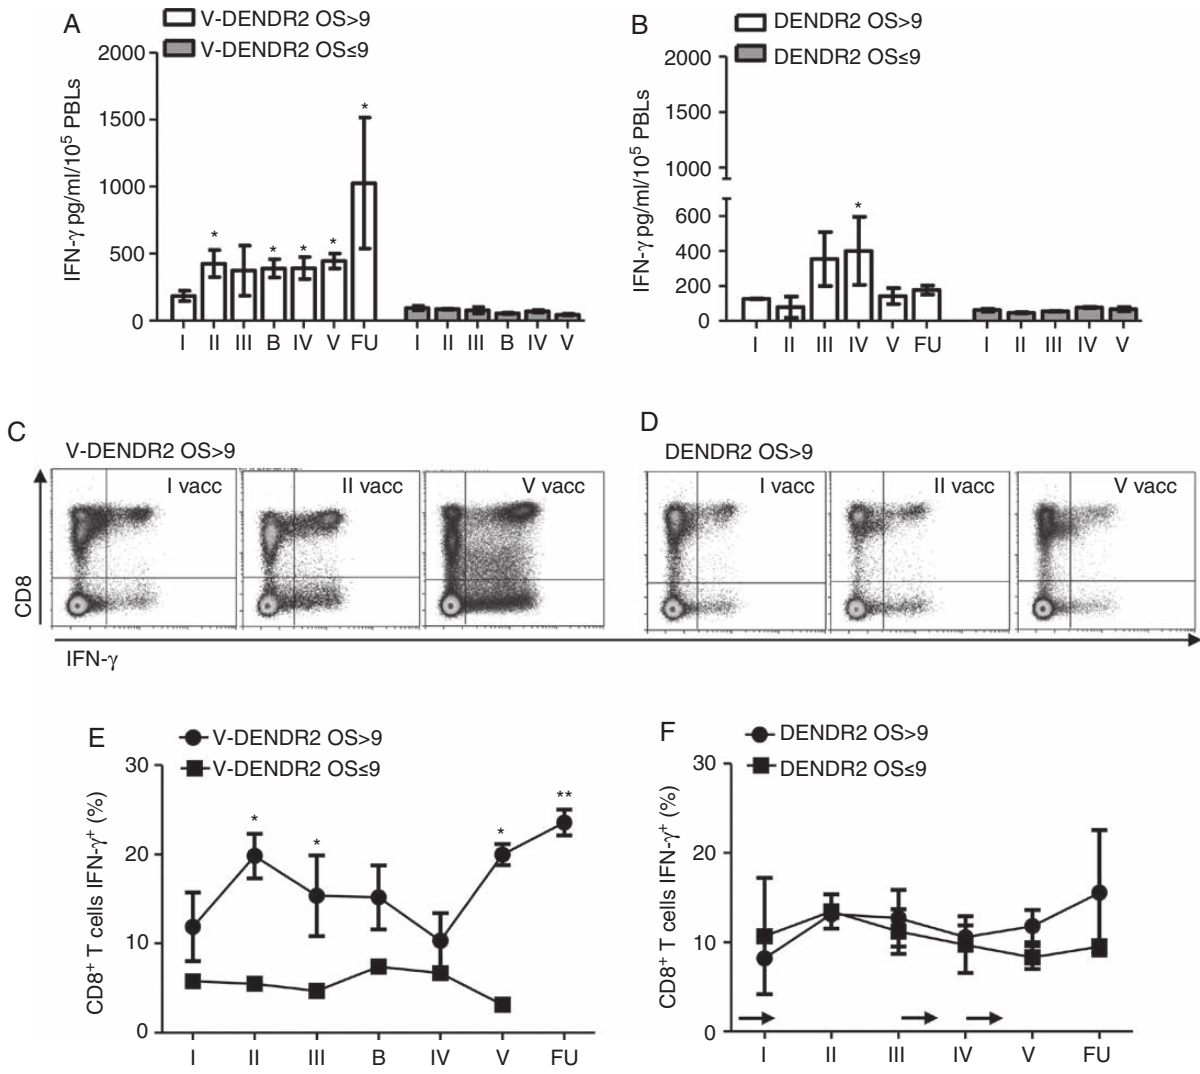 A
V-DENDR2 OS>9
V-DENDR2 OS≤9
IFN-γ pg/ml/10⁵ PBLs
2000
1500
1000
500
0
*
*
*
*
*
I II III B IV V FU I II III B IV V
B
DENDR2 OS>9
DENDR2 OS≤9
IFN-γ pg/ml/10⁵ PBLs
2000
1500
1000
600
400
200
0
*
I II III IV V FU I II III IV V
C
V-DENDR2 OS>9
I vacc
II vacc
V vacc
CD8
IFN-γ
D
DENDR2 OS>9
I vacc
II vacc
V vacc
E
V-DENDR2 OS>9
V-DENDR2 OS≤9
CD8⁺ T cells IFN-γ⁺ (%)
30
20
10
0
*
*
*
**
I II III B IV V FU
F
DENDR2 OS>9
DENDR2 OS≤9
CD8⁺ T cells IFN-γ⁺ (%)
30
20
10
0
I II III IV V FU